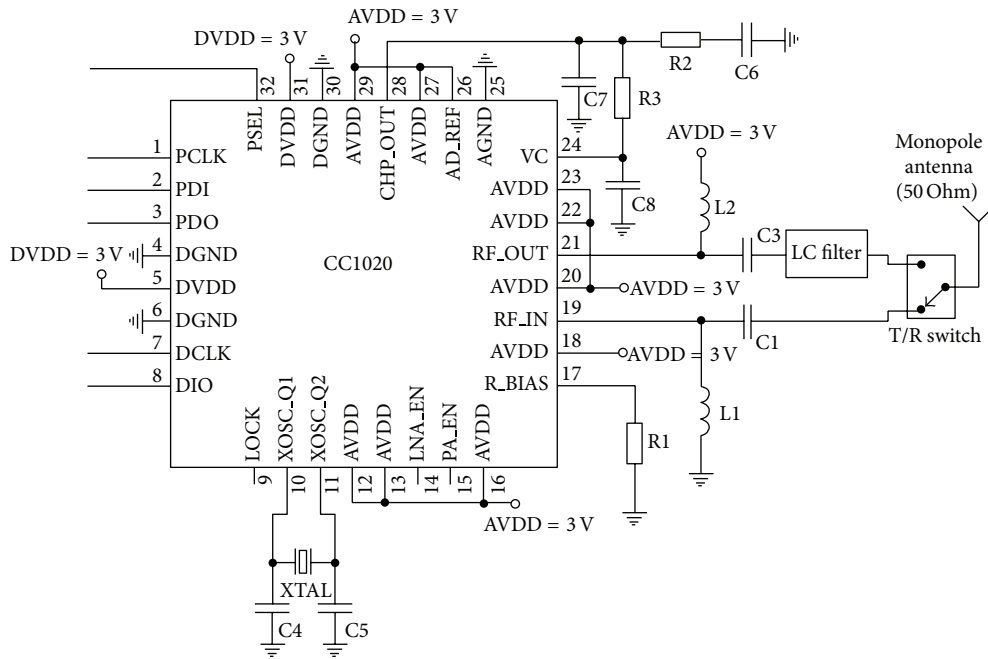 AVDD = 3 V
DVDD = 3 V
32
31
30
29
28
27
26
25
PSEL
DVDD
DGND
AVDD
CHP_OUT
AVDD
AD_REF
AGND
C7
R3
R2
C6
1
PCLK
2
PDI
3
PDO
4
DGND
DVDD = 3 V
5
DVDD
6
DGND
7
DCLK
8
DIO
CC1020
VC
24
AVDD
23
AVDD
22
RF_OUT
21
AVDD
20
AVDD = 3 V
RF_IN
19
AVDD
18
AVDD = 3 V
R_BIAS
17
C8
AVDD = 3 V
L2
C3
LC filter
Monopole
antenna
(50 Ohm)
T/R switch
C1
L1
R1
LOCK
XOSC_Q1
XOSC_Q2
AVDD
AVDD
LNA_EN
PA_EN
AVDD
9
10
11
12
13
14
15
16
AVDD = 3 V
XTAL
C4
C5